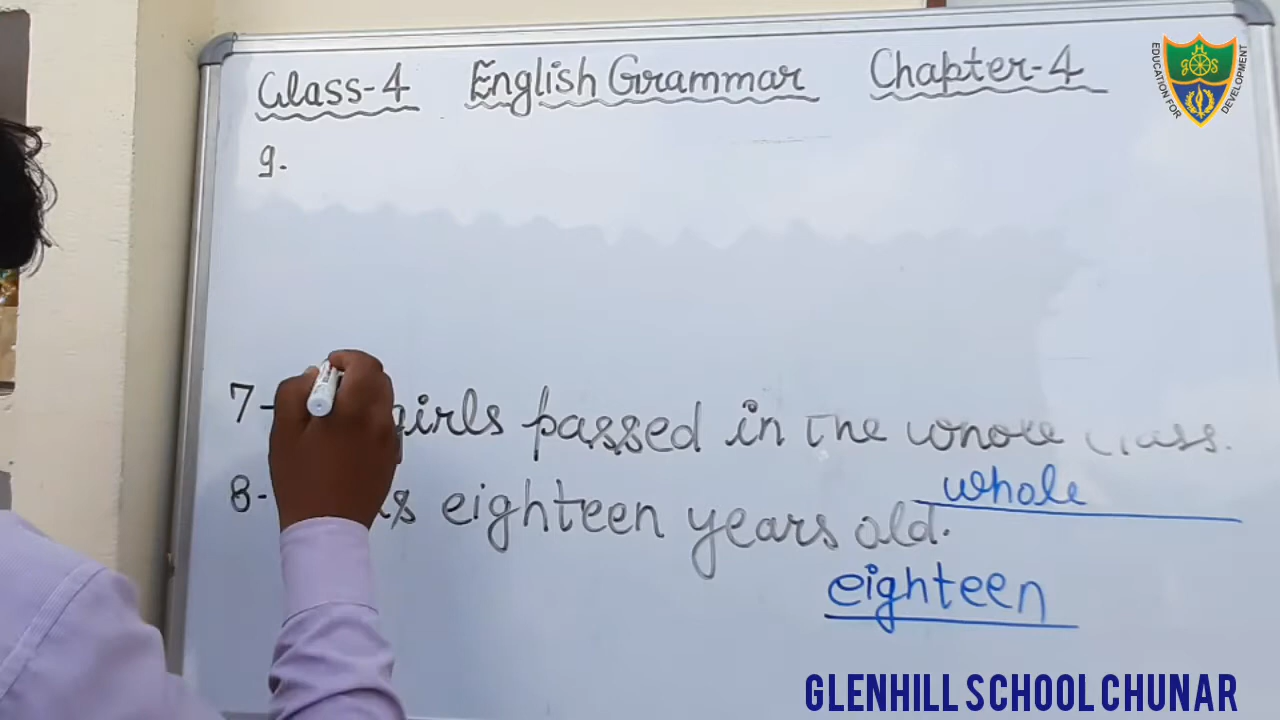 Class-4 English Grammar Chapter-4
EDUCATION FOR DEVELOPMENT
GHS
9.
7- girls passed in the whole class.
whole
8- eighteen years old.
eighteen
GLENHILL SCHOOL CHUNAR